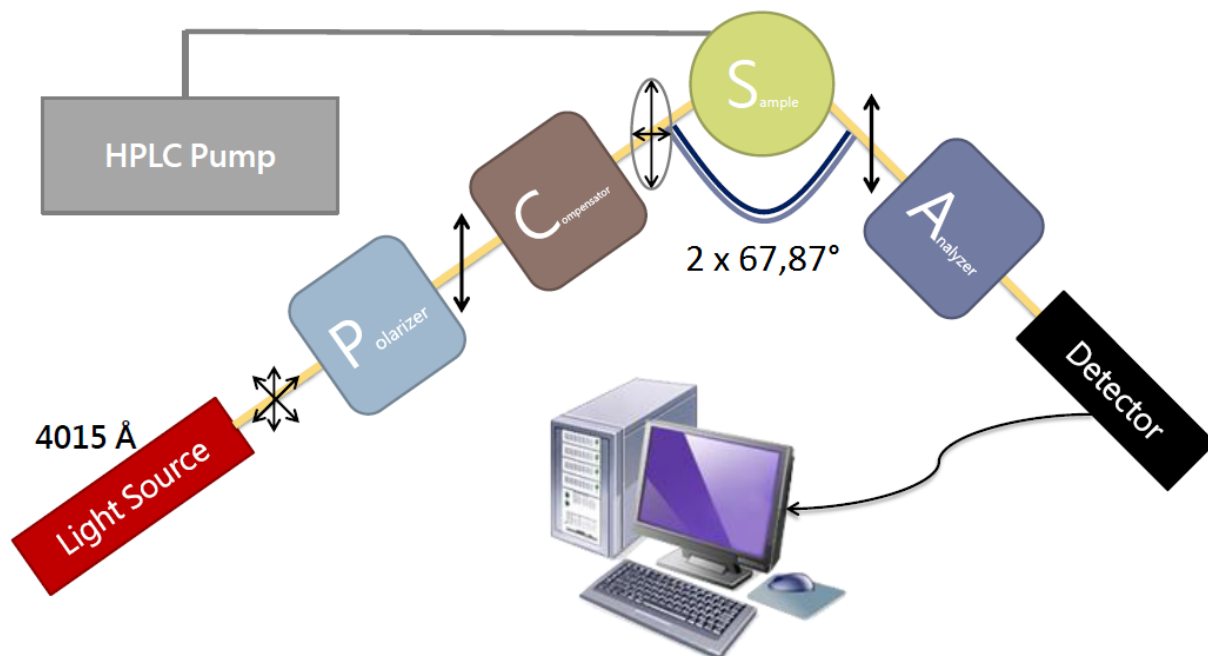 HPLC Pump
Sample
Compensator
Analyzer
2 x 67,87°
Polarizer
4015 Å
Light Source
Detector